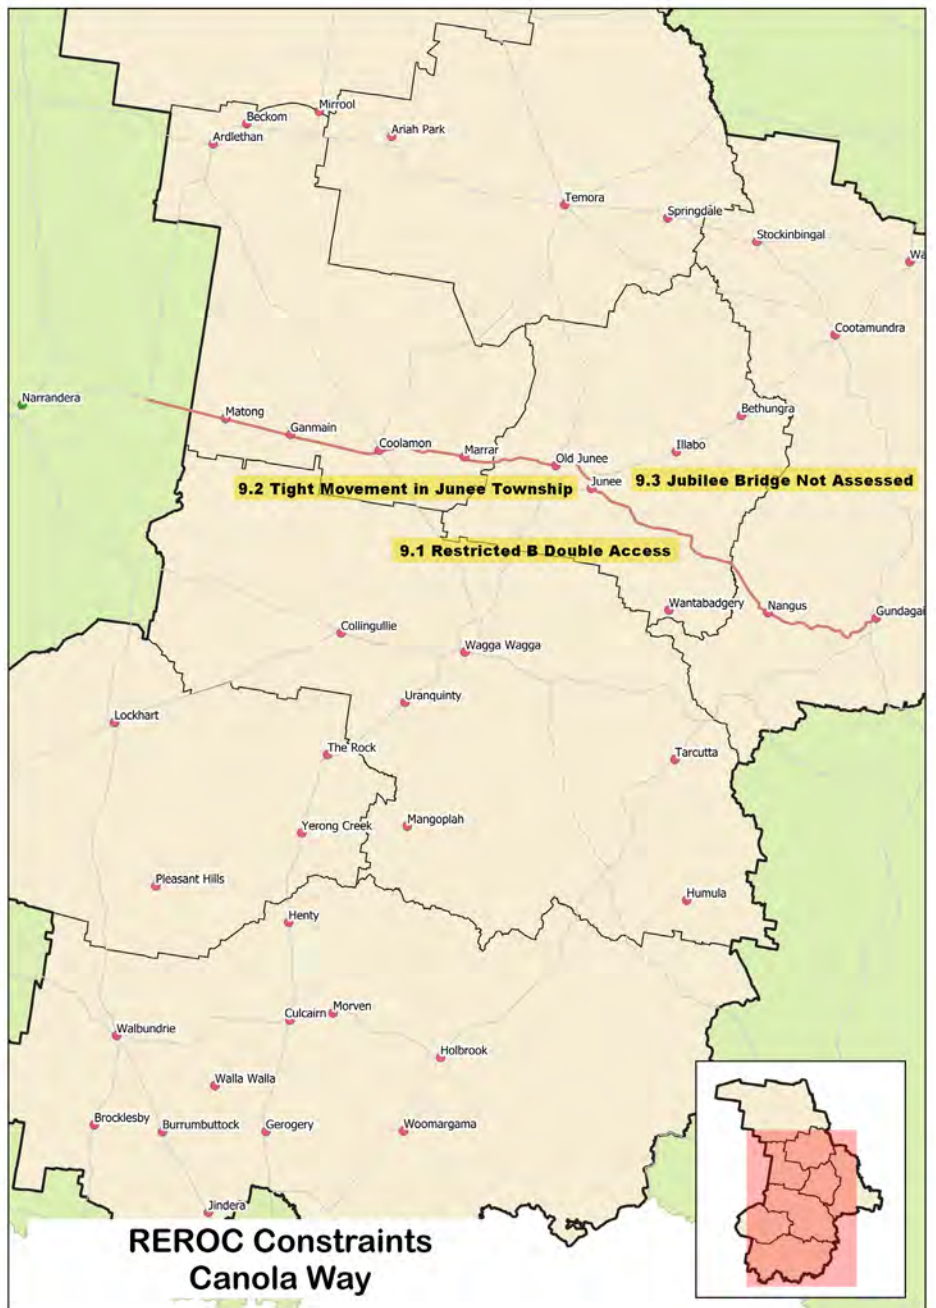 Mirrool
Beckom
Ariah Park
Ardlethan
Temora
Springdale
Stockinbingal
Wa
Cootamundra
Narrandera
Matong
Bethungra
Ganmain
Coolamon
Illabo
Marrar
Old Junee
9.3 Jubilee Bridge Not Assessed
Junee
9.2 Tight Movement in Junee Township
9.1 Restricted B Double Access
Wantabadgery
Nangus
Gundagai
Collingullie
Wagga Wagga
Uranquinty
Lockhart
The Rock
Tarcutta
Mangoplah
Yerong Creek
Pleasant Hills
Humula
Henty
Morven
Culcairn
Walbundrie
Holbrook
Walla Walla
Brocklesby
Burrumbuttock
Gerogery
Woomargama
Jindera
REROC Constraints
Canola Way